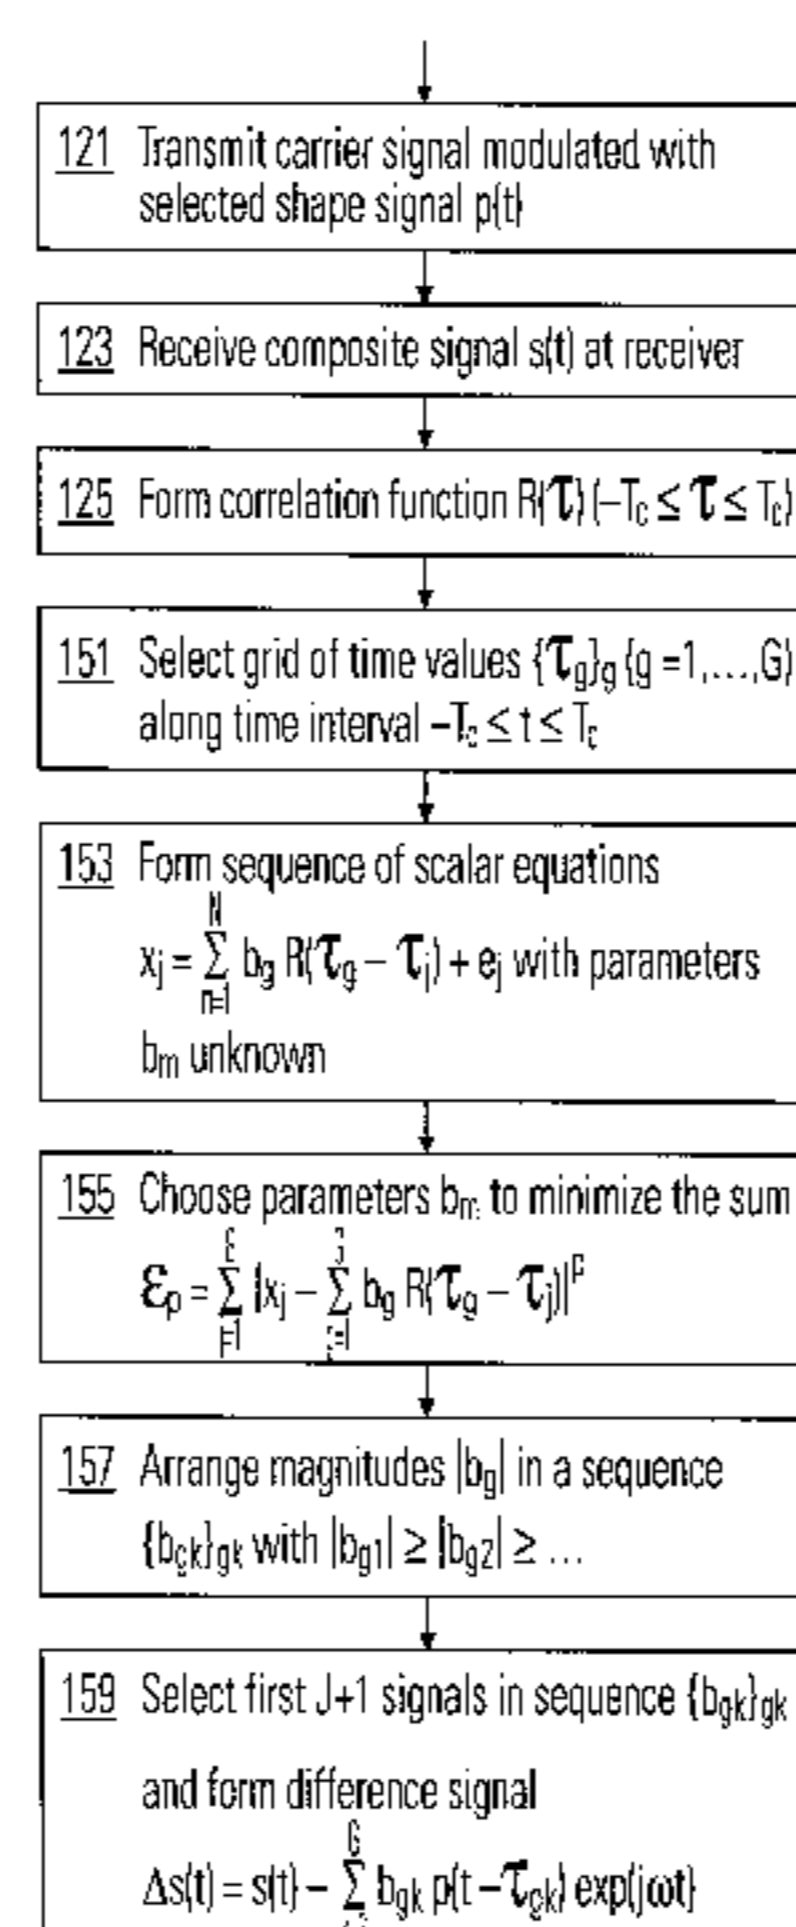 121 Transmit carrier signal modulated with
selected shape signal p(t)
123 Receive composite signal s(t) at receiver
125 Form correlation function R(τ) (−Tc ≤ τ ≤ Tc)
151 Select grid of time values {τg}g (g =1,...,G)
along time interval −Tc ≤ t ≤ Tc
153 Form sequence of scalar equations
N
xj = Σ bg R(τg − τj) + ej with parameters
n=1
bm unknown
155 Choose parameters bm to minimize the sum
εp = Σ |xj − Σ bg R(τg − τj)|p
157 Arrange magnitudes |bg| in a sequence
{bgk}gk with |bg1| ≥ |bg2| ≥ ...
159 Select first J+1 signals in sequence {bgk}gk
and form difference signal
G
Δs(t) = s(t) − Σ bgk p(t −τgk) exp(jωt)